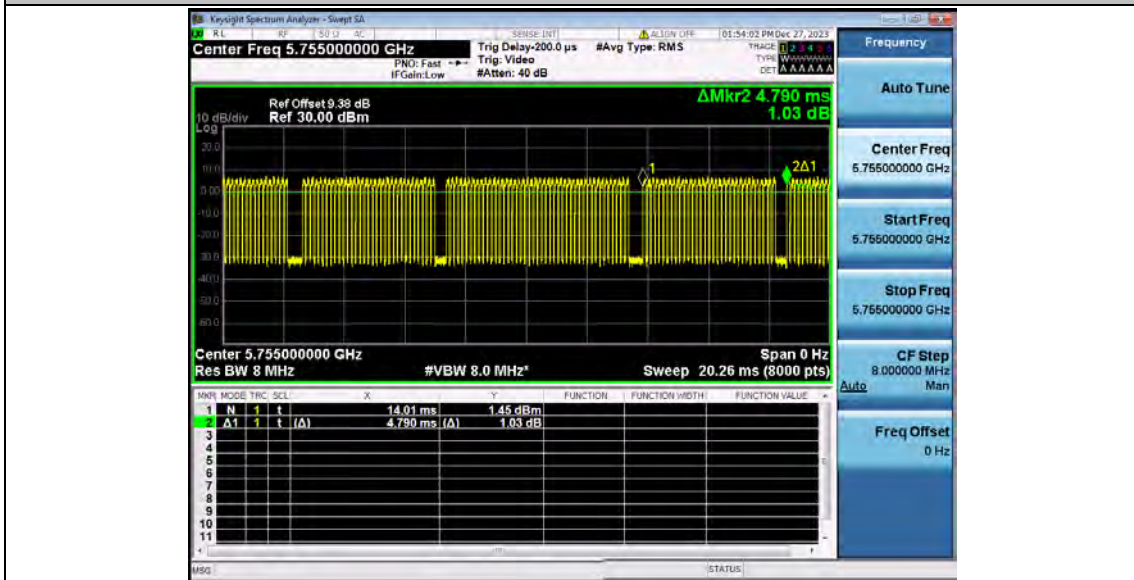 Keysight Spectrum Analyzer - Swept SA
RL RF 50 Ω AC SENSE:INT ALIGN OFF 01:54:02 PM Dec 27, 2023
Center Freq 5.755000000 GHz
PNO: Fast
IFGain:Low
Trig Delay-200.0 µs
Trig: Video
#Atten: 40 dB
#Avg Type: RMS
TRACE 1 2 3 4 5 6
TYPE
DET A A A A A A
ΔMkr2 4.790 ms
1.03 dB
Ref Offset 9.38 dB
10 dB/div Ref 30.00 dBm
Log
20.0
10.0
0.00
-10.0
-20.0
-30.0
-40.0
-50.0
-60.0
1
2Δ1
Center 5.755000000 GHz Span 0 Hz
Res BW 8 MHz #VBW 8.0 MHz* Sweep 20.26 ms (8000 pts)
MKR MODE TRC SCL X Y FUNCTION FUNCTION WIDTH FUNCTION VALUE
1 N 1 t 14.01 ms 1.45 dBm
2 Δ1 1 t (Δ) 4.790 ms (Δ) 1.03 dB
3
4
5
6
7
8
9
10
11
MSG STATUS
Frequency
Auto Tune
Center Freq
5.755000000 GHz
Start Freq
5.755000000 GHz
Stop Freq
5.755000000 GHz
CF Step
8.000000 MHz
Auto Man
Freq Offset
0 Hz